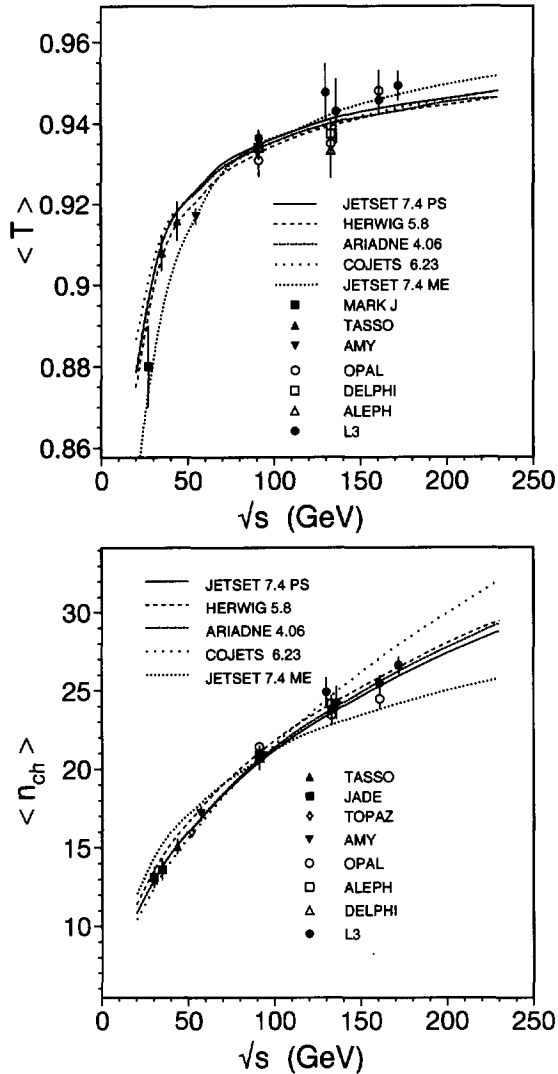 0.96
0.94
0.92
0.9
0.88
0.86
< T >
JETSET 7.4 PS
HERWIG 5.8
ARIADNE 4.06
COJETS 6.23
JETSET 7.4 ME
MARK J
TASSO
AMY
OPAL
DELPHI
ALEPH
L3
0 50 100 150 200 250
√s (GeV)
30
25
20
15
10
< n_ch >
JETSET 7.4 PS
HERWIG 5.8
ARIADNE 4.06
COJETS 6.23
JETSET 7.4 ME
TASSO
JADE
TOPAZ
AMY
OPAL
ALEPH
DELPHI
L3
0 50 100 150 200 250
√s (GeV)